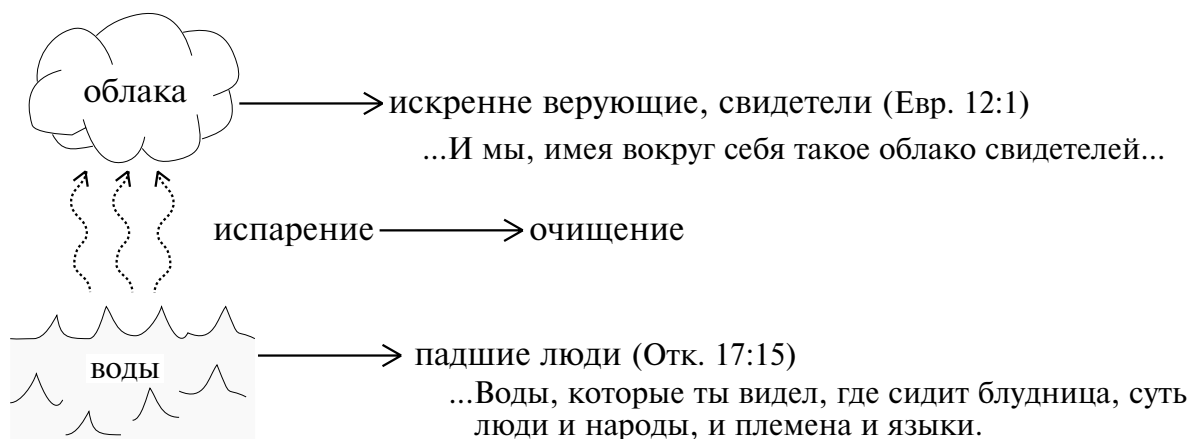 облака
искренне верующие, свидетели (Евр. 12:1)
...И мы, имея вокруг себя такое облако свидетелей...
испарение
очищение
воды
падшие люди (Отк. 17:15)
...Воды, которые ты видел, где сидит блудница, суть
люди и народы, и племена и языки.